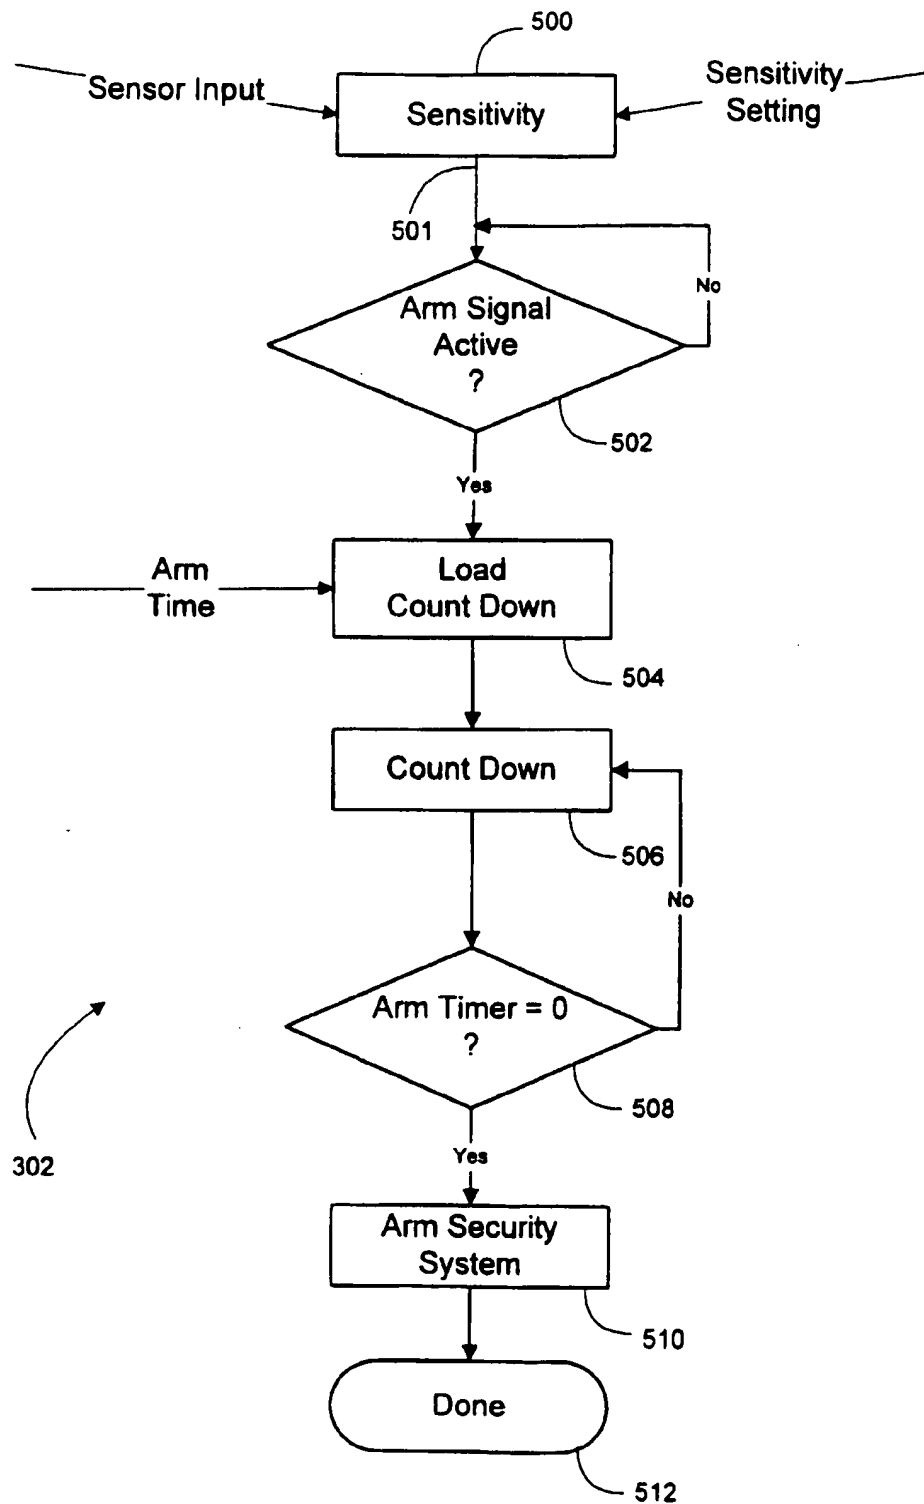 500
Sensor Input
Sensitivity
Sensitivity
Setting
501
No
Arm Signal
Active
?
502
Yes
Arm
Time
Load
Count Down
504
Count Down
506
No
Arm Timer = 0
?
508
302
Yes
Arm Security
System
510
Done
512